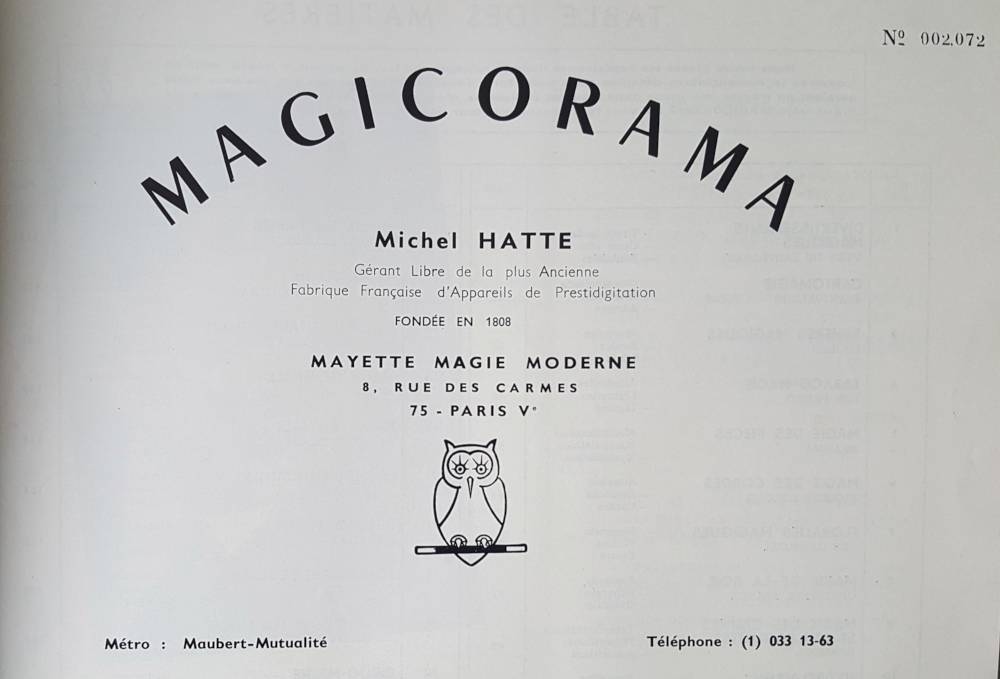 Nº 002.072
MAGICORAMA
Michel HATTE
Gérant Libre de la plus Ancienne
Fabrique Française d'Appareils de Prestidigitation
FONDÉE EN 1808
MAYETTE MAGIE MODERNE
8, RUE DES CARMES
75 - PARIS Vᵉ
Métro : Maubert-Mutualité
Téléphone : (1) 033 13-63